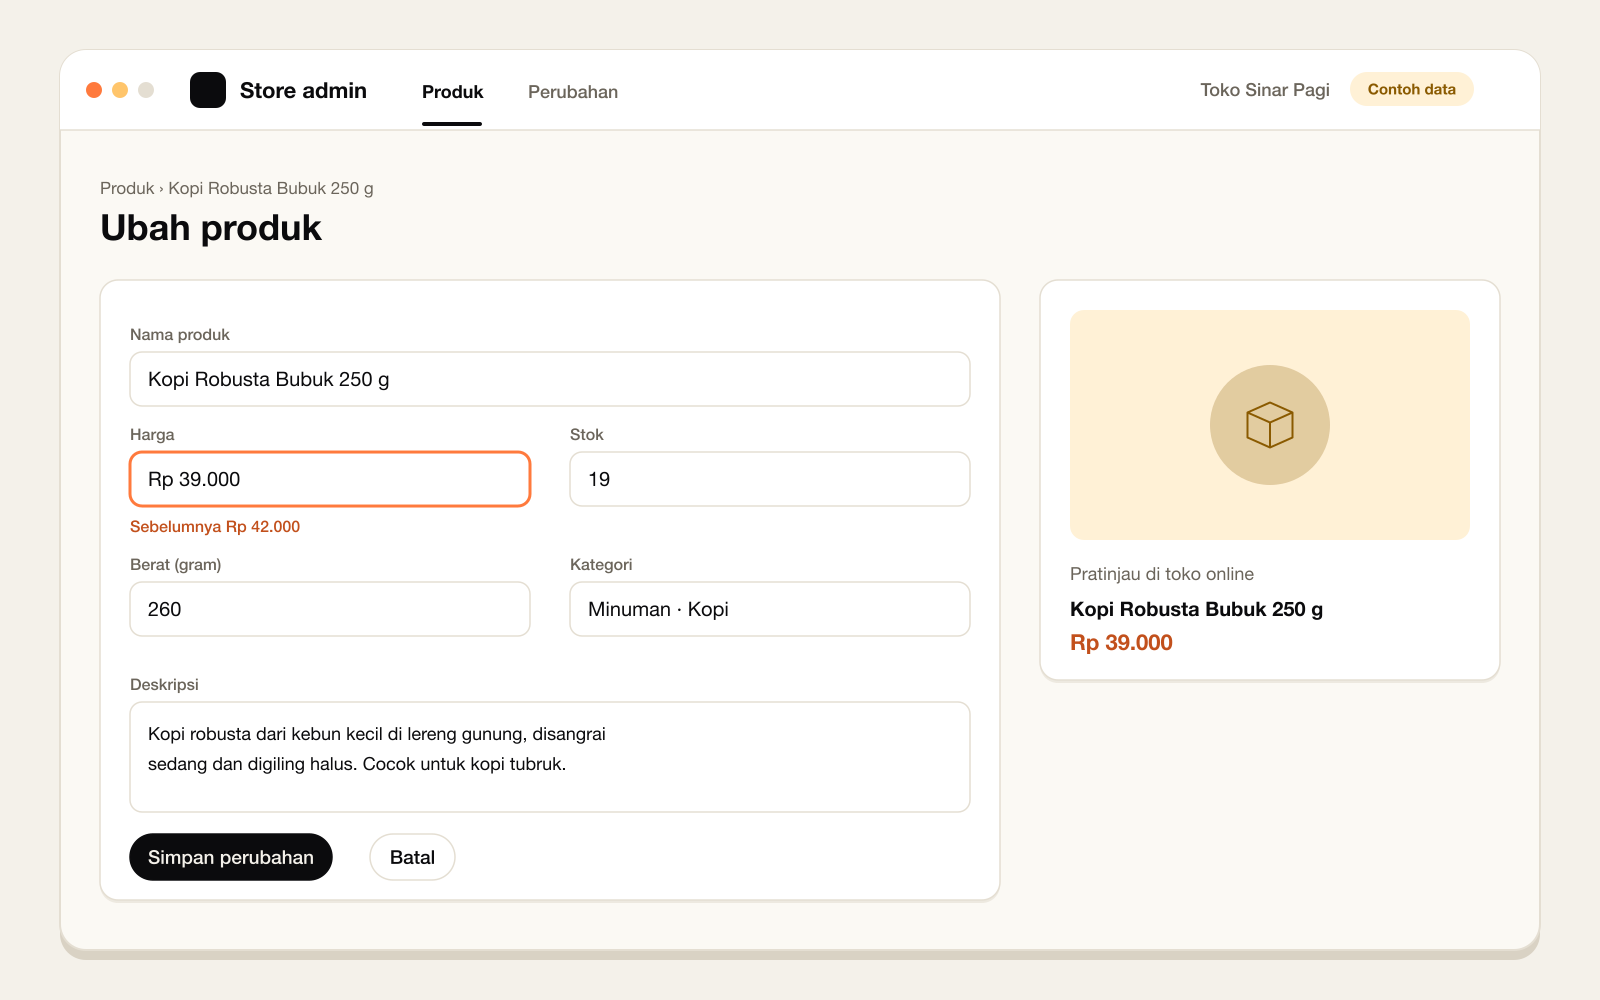 Store admin
Produk
Perubahan
Toko Sinar Pagi
Contoh data
Produk › Kopi Robusta Bubuk 250 g
Ubah produk
Nama produk
Kopi Robusta Bubuk 250 g
Harga
Rp 39.000
Sebelumnya Rp 42.000
Stok
19
Berat (gram)
260
Kategori
Minuman · Kopi
Deskripsi
Kopi robusta dari kebun kecil di lereng gunung, disangrai
sedang dan digiling halus. Cocok untuk kopi tubruk.
Simpan perubahan
Batal
Pratinjau di toko online
Kopi Robusta Bubuk 250 g
Rp 39.000